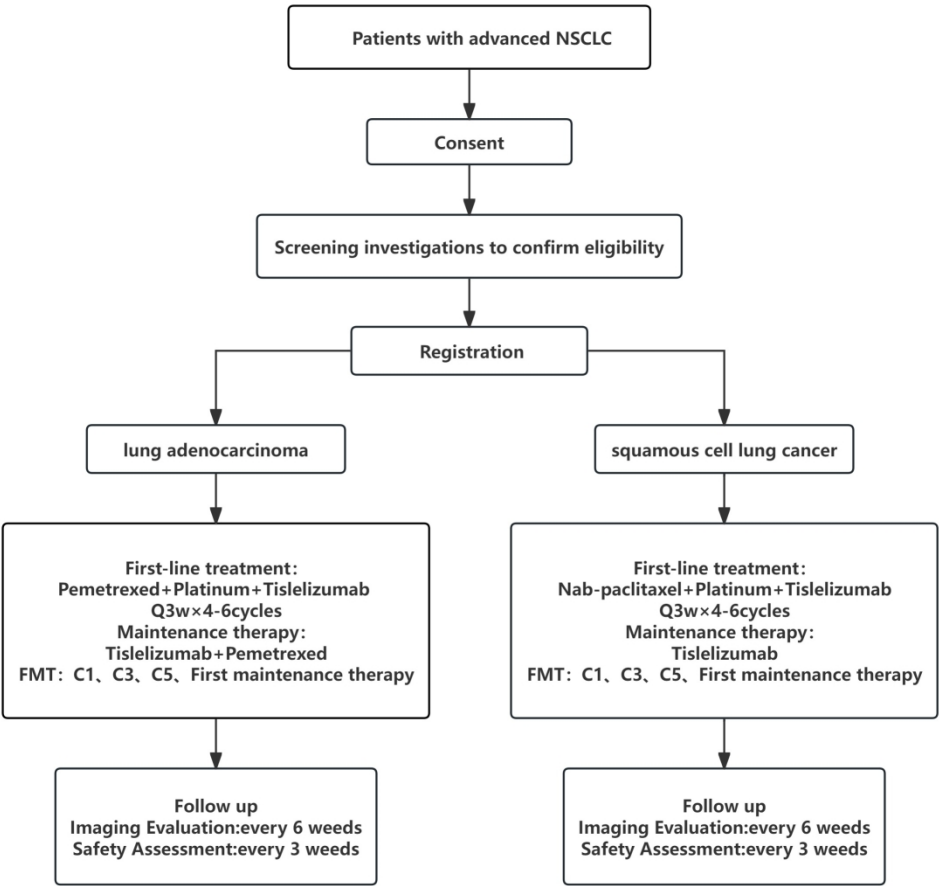 Patients with advanced NSCLC
Consent
Screening investigations to confirm eligibility
Registration
lung adenocarcinoma
First-line treatment：
Pemetrexed+Platinum+Tislelizumab
Q3w×4-6cycles
Maintenance therapy：
Tislelizumab+Pemetrexed
FMT：C1、C3、C5、First maintenance therapy
Follow up
Imaging Evaluation:every 6 weeds
Safety Assessment:every 3 weeds
squamous cell lung cancer
First-line treatment：
Nab-paclitaxel+Platinum+Tislelizumab
Q3w×4-6cycles
Maintenance therapy：
Tislelizumab
FMT：C1、C3、C5、First maintenance therapy
Follow up
Imaging Evaluation:every 6 weeds
Safety Assessment:every 3 weeds